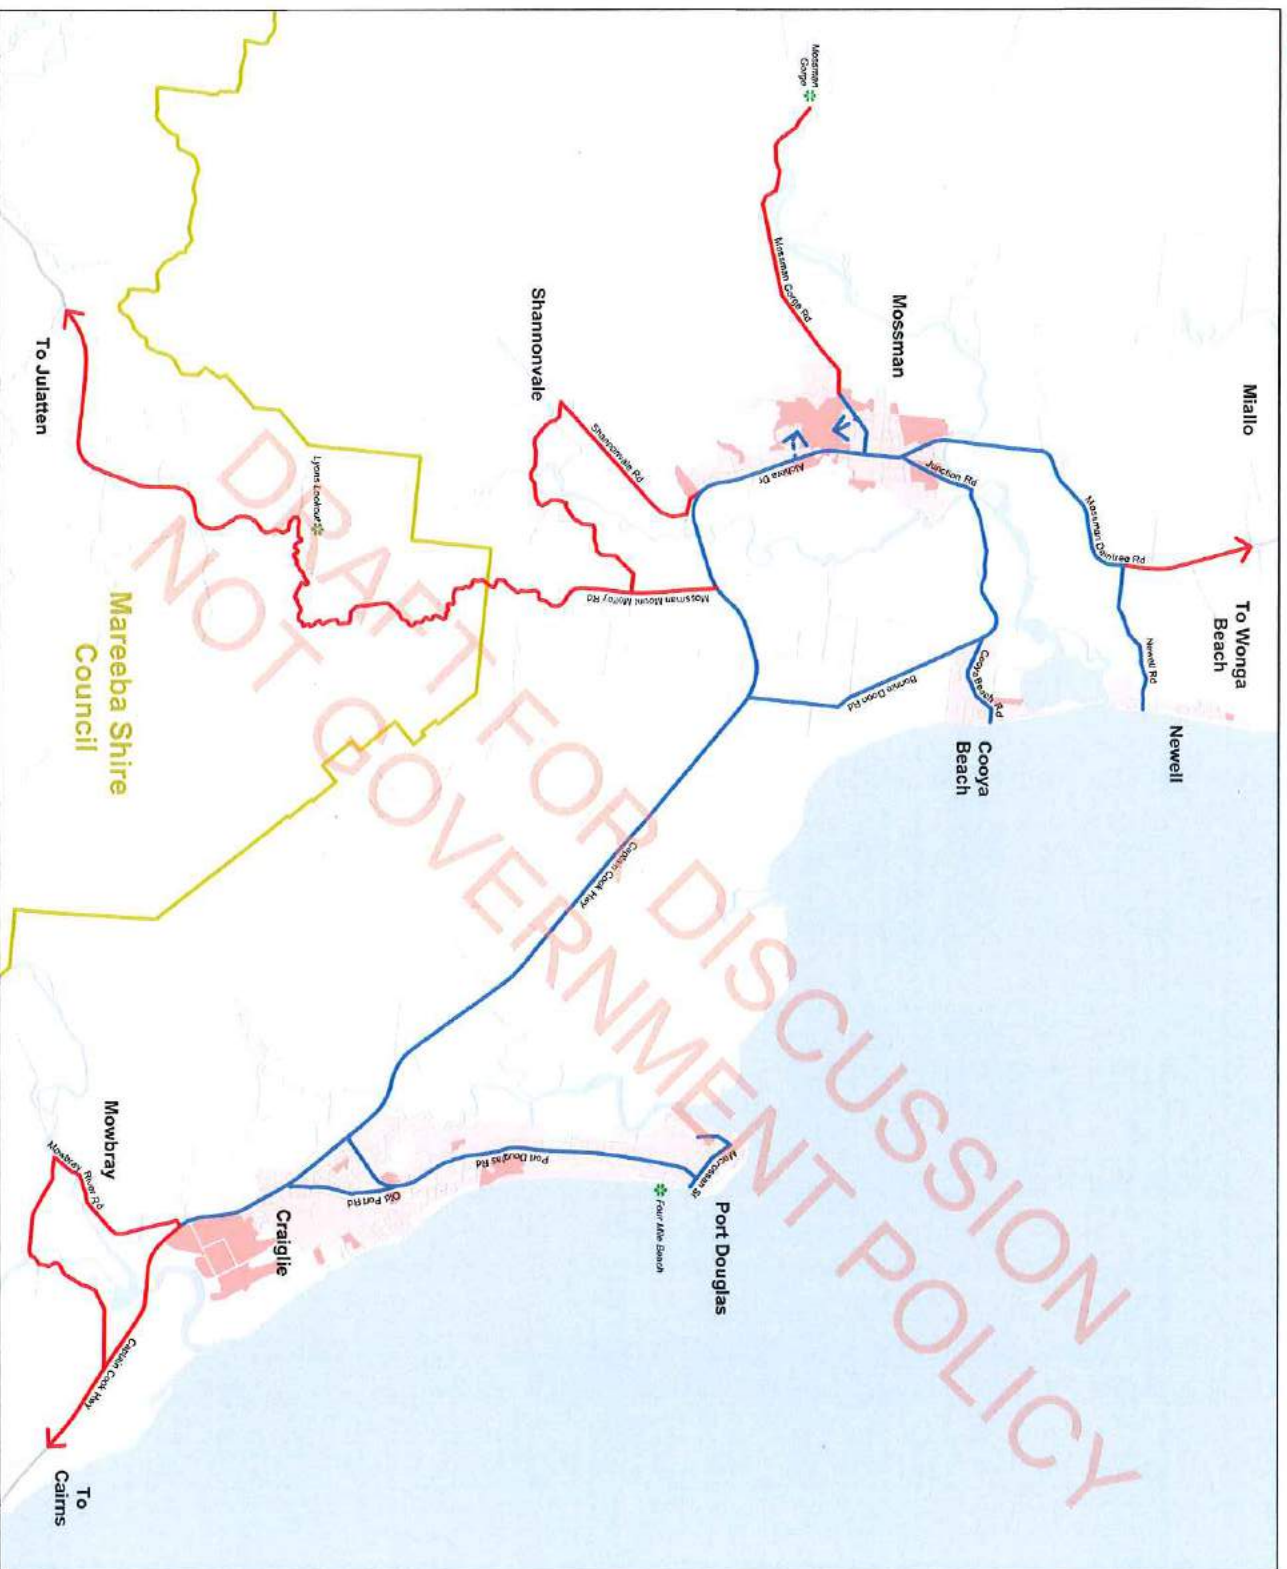 Mossman
Gorge
Mossman Gorge Rd
Mossman
Miallo
Shannonvale
Shannonvale Rd
Alchera Dr
Junction Rd
Mossman Daintree Rd
To Wonga
Beach
Newell Rd
Newell
Cooya Beach Rd
Cooya
Beach
Bonnie Doon Rd
Mossman Mount Molloy Rd
To Julatten
Lyons Lookout
Mareeba Shire
Council
Captain Cook Hwy
Macrossan St
Port Douglas
Four Mile Beach
Port Douglas Rd
Old Port Rd
Craiglie
Mowbray
Mowbray River Rd
Captain Cook Hwy
To
Cairns
DRAFT FOR DISCUSSION
NOT GOVERNMENT POLICY